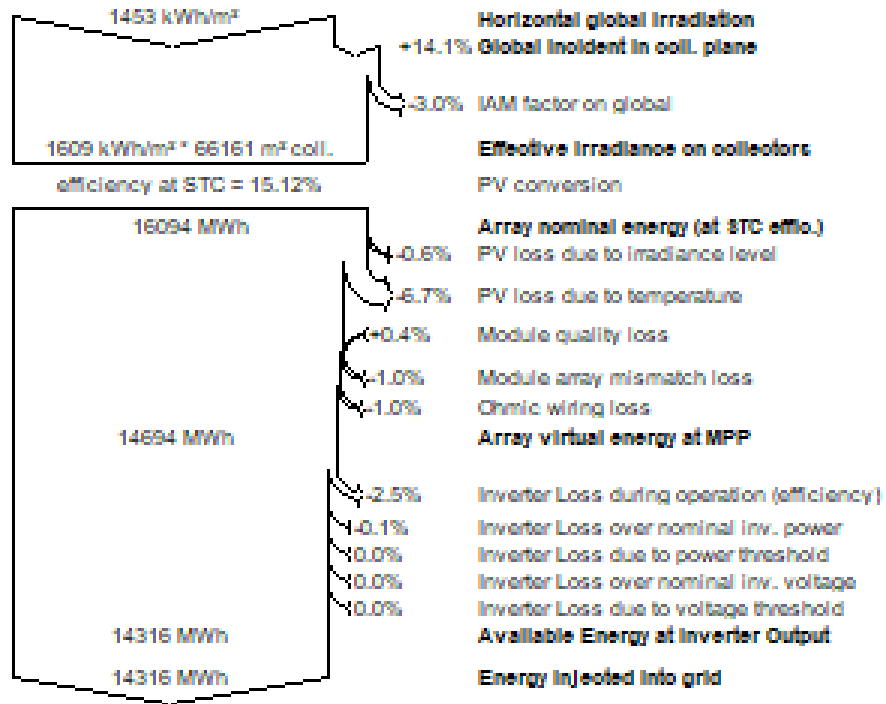 1453 kWh/m² Horizontal global irradiation
+14.1% Global incident in coll. plane
-3.0% IAM factor on global
1609 kWh/m² * 66161 m² coll. Effective irradiance on collectors
efficiency at STC = 15.12% PV conversion
16094 MWh Array nominal energy (at STC effic.)
-0.6% PV loss due to irradiance level
-6.7% PV loss due to temperature
+0.4% Module quality loss
-1.0% Module array mismatch loss
-1.0% Ohmic wiring loss
14694 MWh Array virtual energy at MPP
-2.5% Inverter Loss during operation (efficiency)
-0.1% Inverter Loss over nominal inv. power
0.0% Inverter Loss due to power threshold
0.0% Inverter Loss over nominal inv. voltage
0.0% Inverter Loss due to voltage threshold
14316 MWh Available Energy at Inverter Output
14316 MWh Energy injected into grid